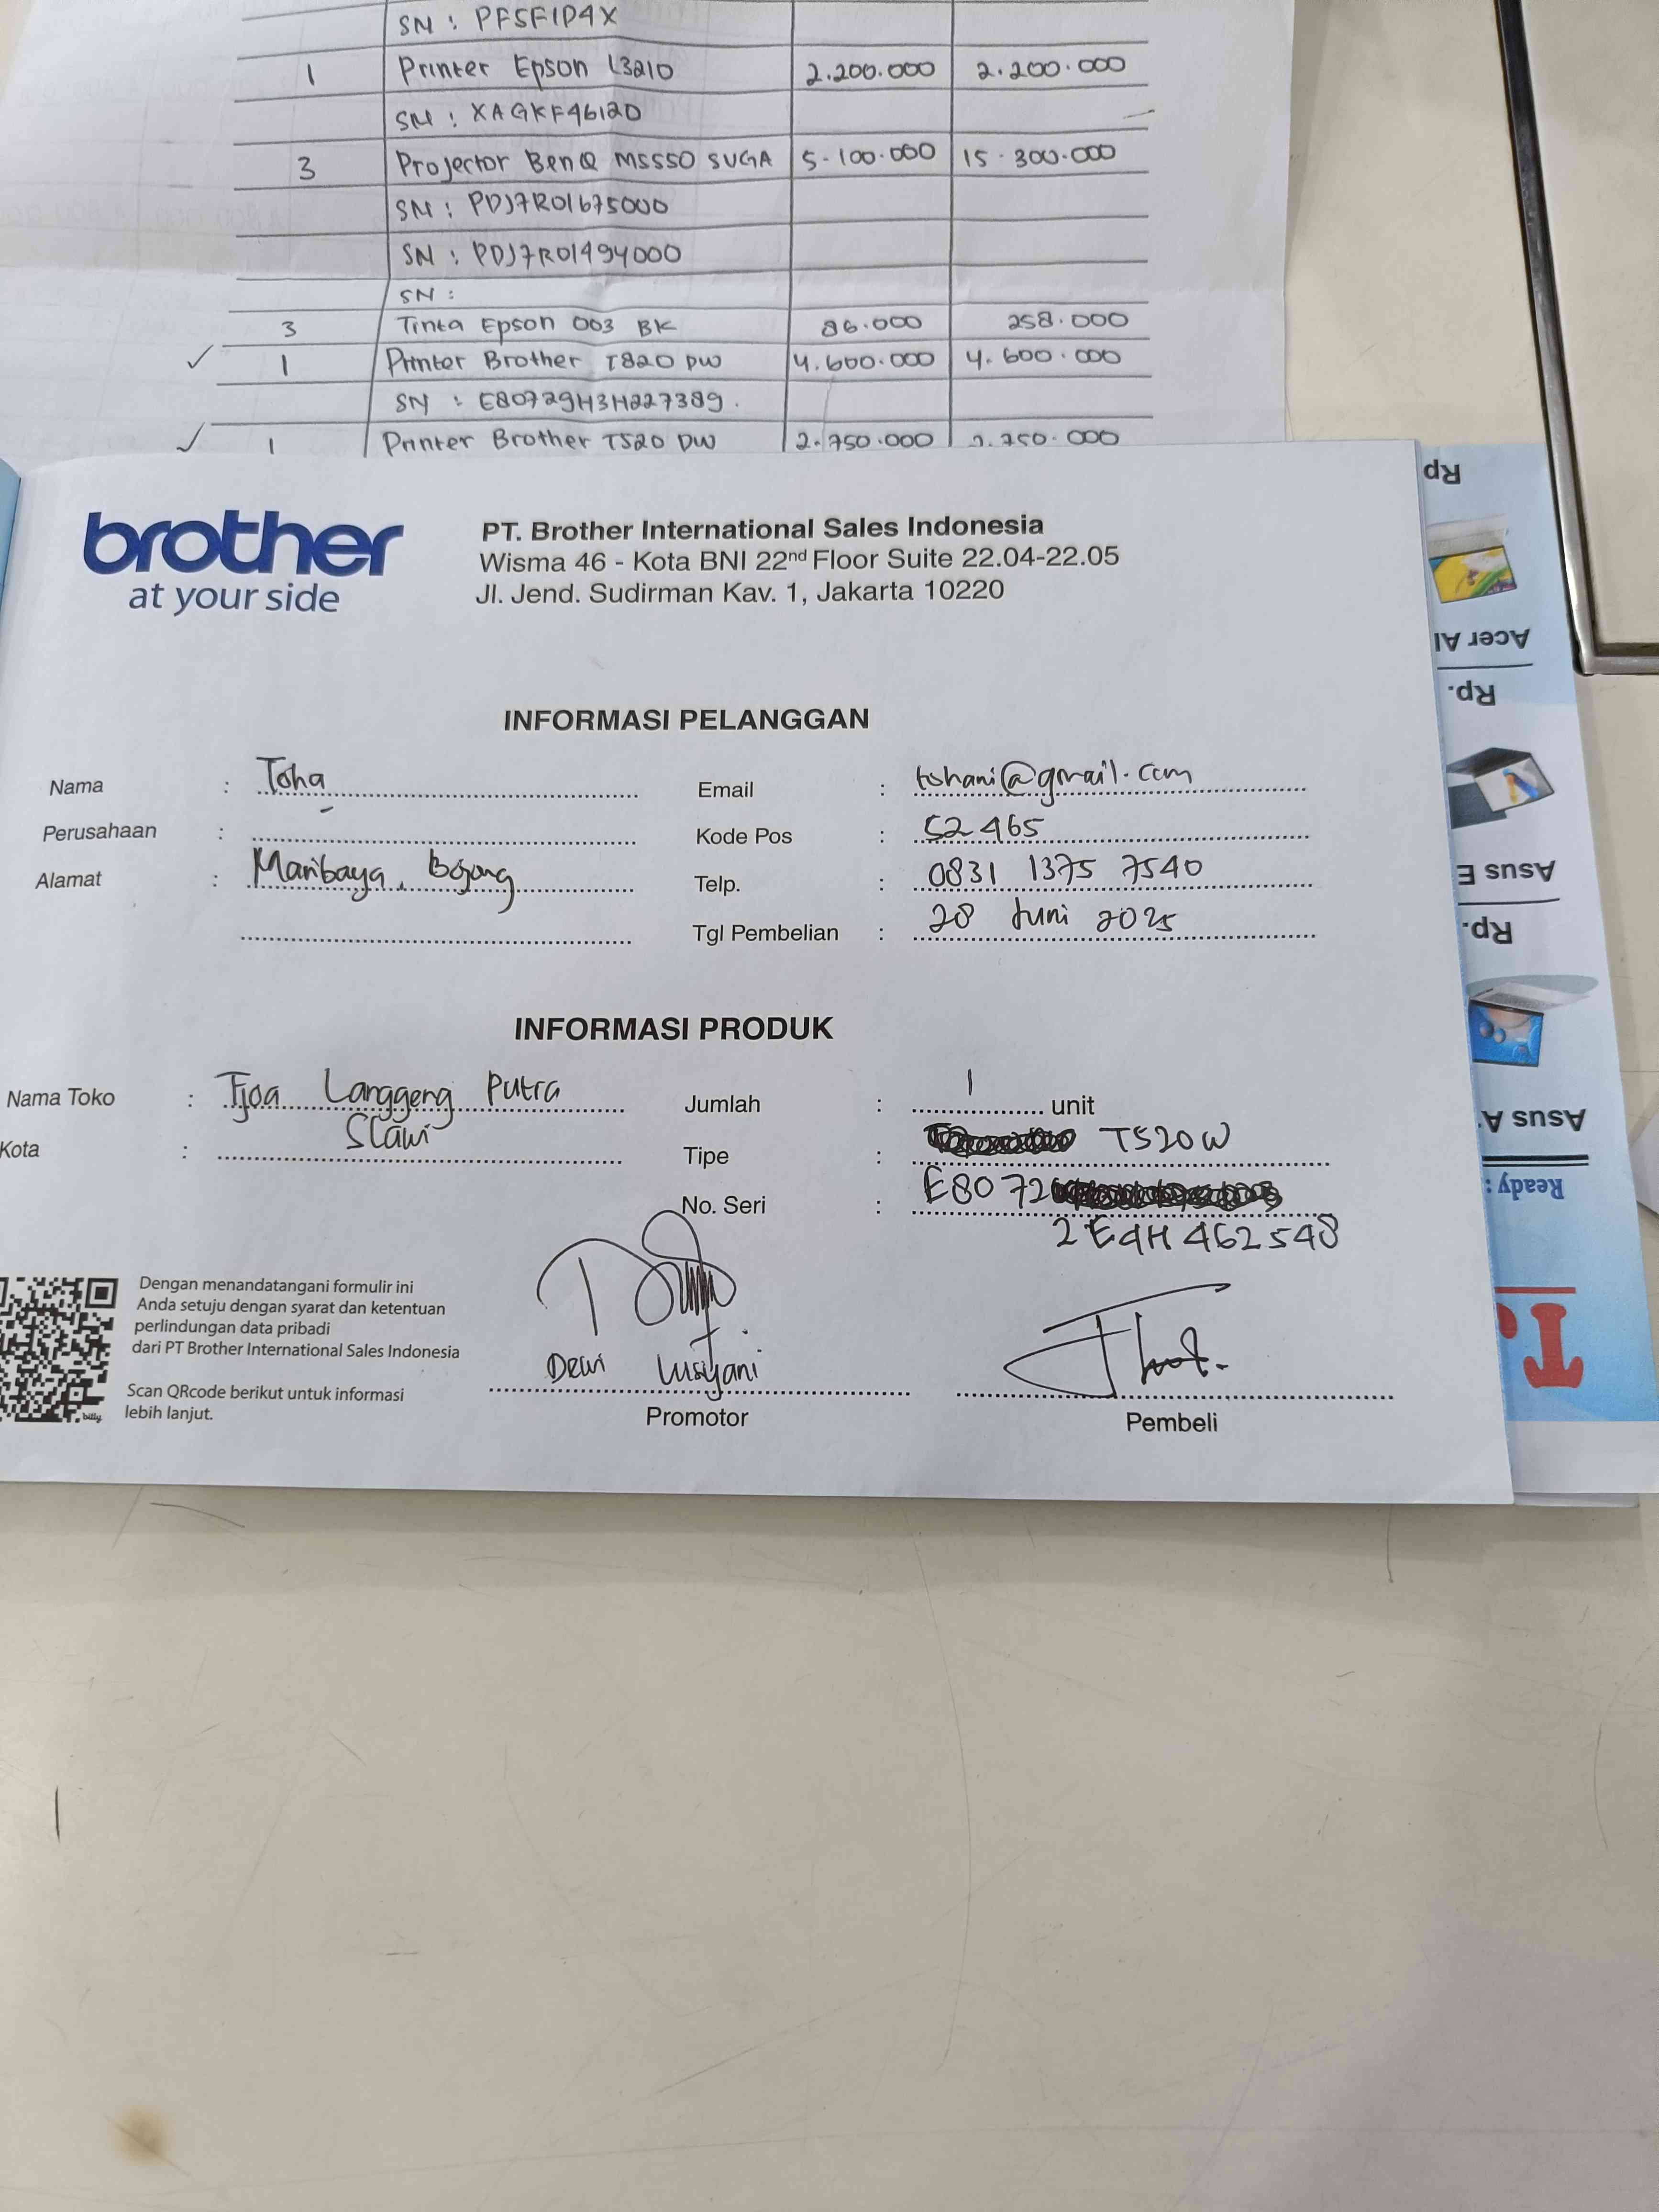 SN : PF5F1D4X
1 Printer Epson L3210 2.200.000 2.200.000
SN : XAGKF46120
3 Projector BenQ MS550 SVGA 5.100.000 15.300.000
SN : PDJ7R01675000
SN : PDJ7R01494000
SN :
3 Tinta Epson 003 BK 86.000 258.000
✓ 1 Printer Brother T820 DW 4.600.000 4.600.000
SN : E80729H3H227389.
✓ 1 Printer Brother T520 DW 2.750.000 2.750.000
brother
at your side
PT. Brother International Sales Indonesia
Wisma 46 - Kota BNI 22nd Floor Suite 22.04-22.05
Jl. Jend. Sudirman Kav. 1, Jakarta 10220
INFORMASI PELANGGAN
Nama : Toha
Perusahaan : -
Alamat : Maribaya, Bojong
Email : tohani@gmail.com
Kode Pos : 52465
Telp. : 0831 1375 7540
Tgl Pembelian : 28 Juni 2025
INFORMASI PRODUK
Nama Toko : Tjoa Langgeng Putra
Kota : Slawi
Jumlah : 1 unit
Tipe : T520W
No. Seri : E8072
2E4H462548
Dengan menandatangani formulir ini
Anda setuju dengan syarat dan ketentuan
perlindungan data pribadi
dari PT Brother International Sales Indonesia
Scan QRcode berikut untuk informasi
lebih lanjut.
bitly
Dewi Lusiyani
Promotor
Pembeli
Rp
Acer Al
Rp.
Asus E
Rp.
Asus A
Ready :